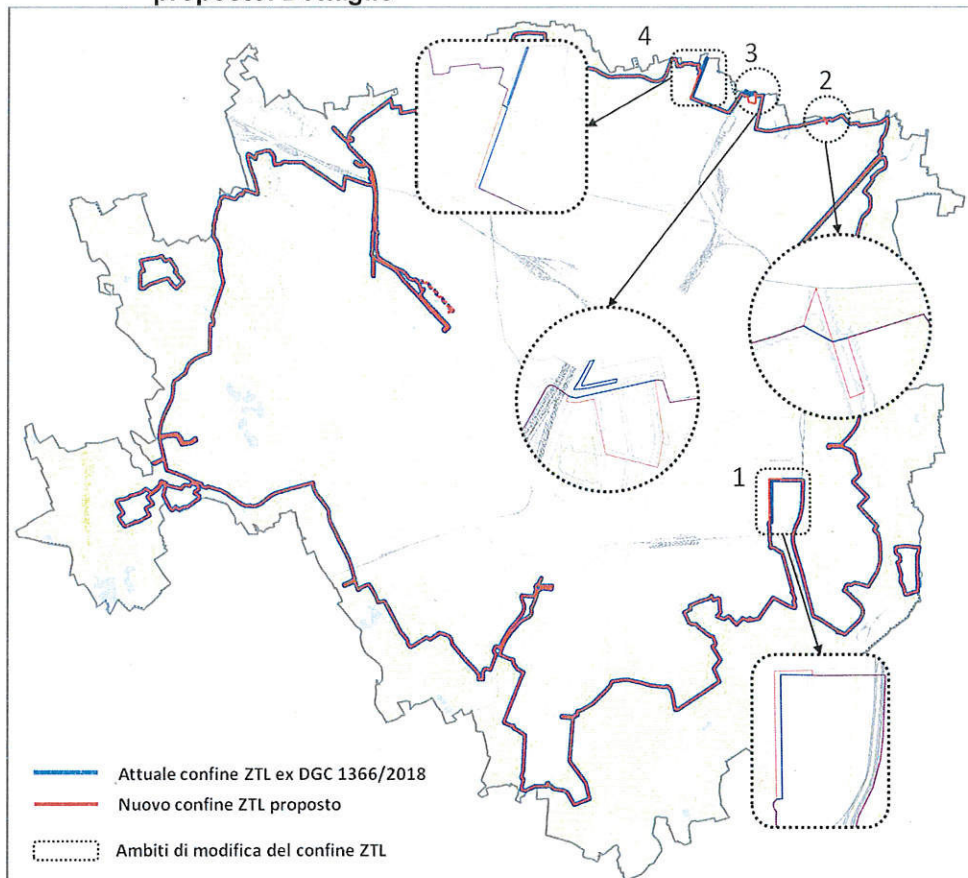 proposto. Dettaglio
4
3
2
1
Attuale confine ZTL ex DGC 1366/2018
Nuovo confine ZTL proposto
Ambiti di modifica del confine ZTL